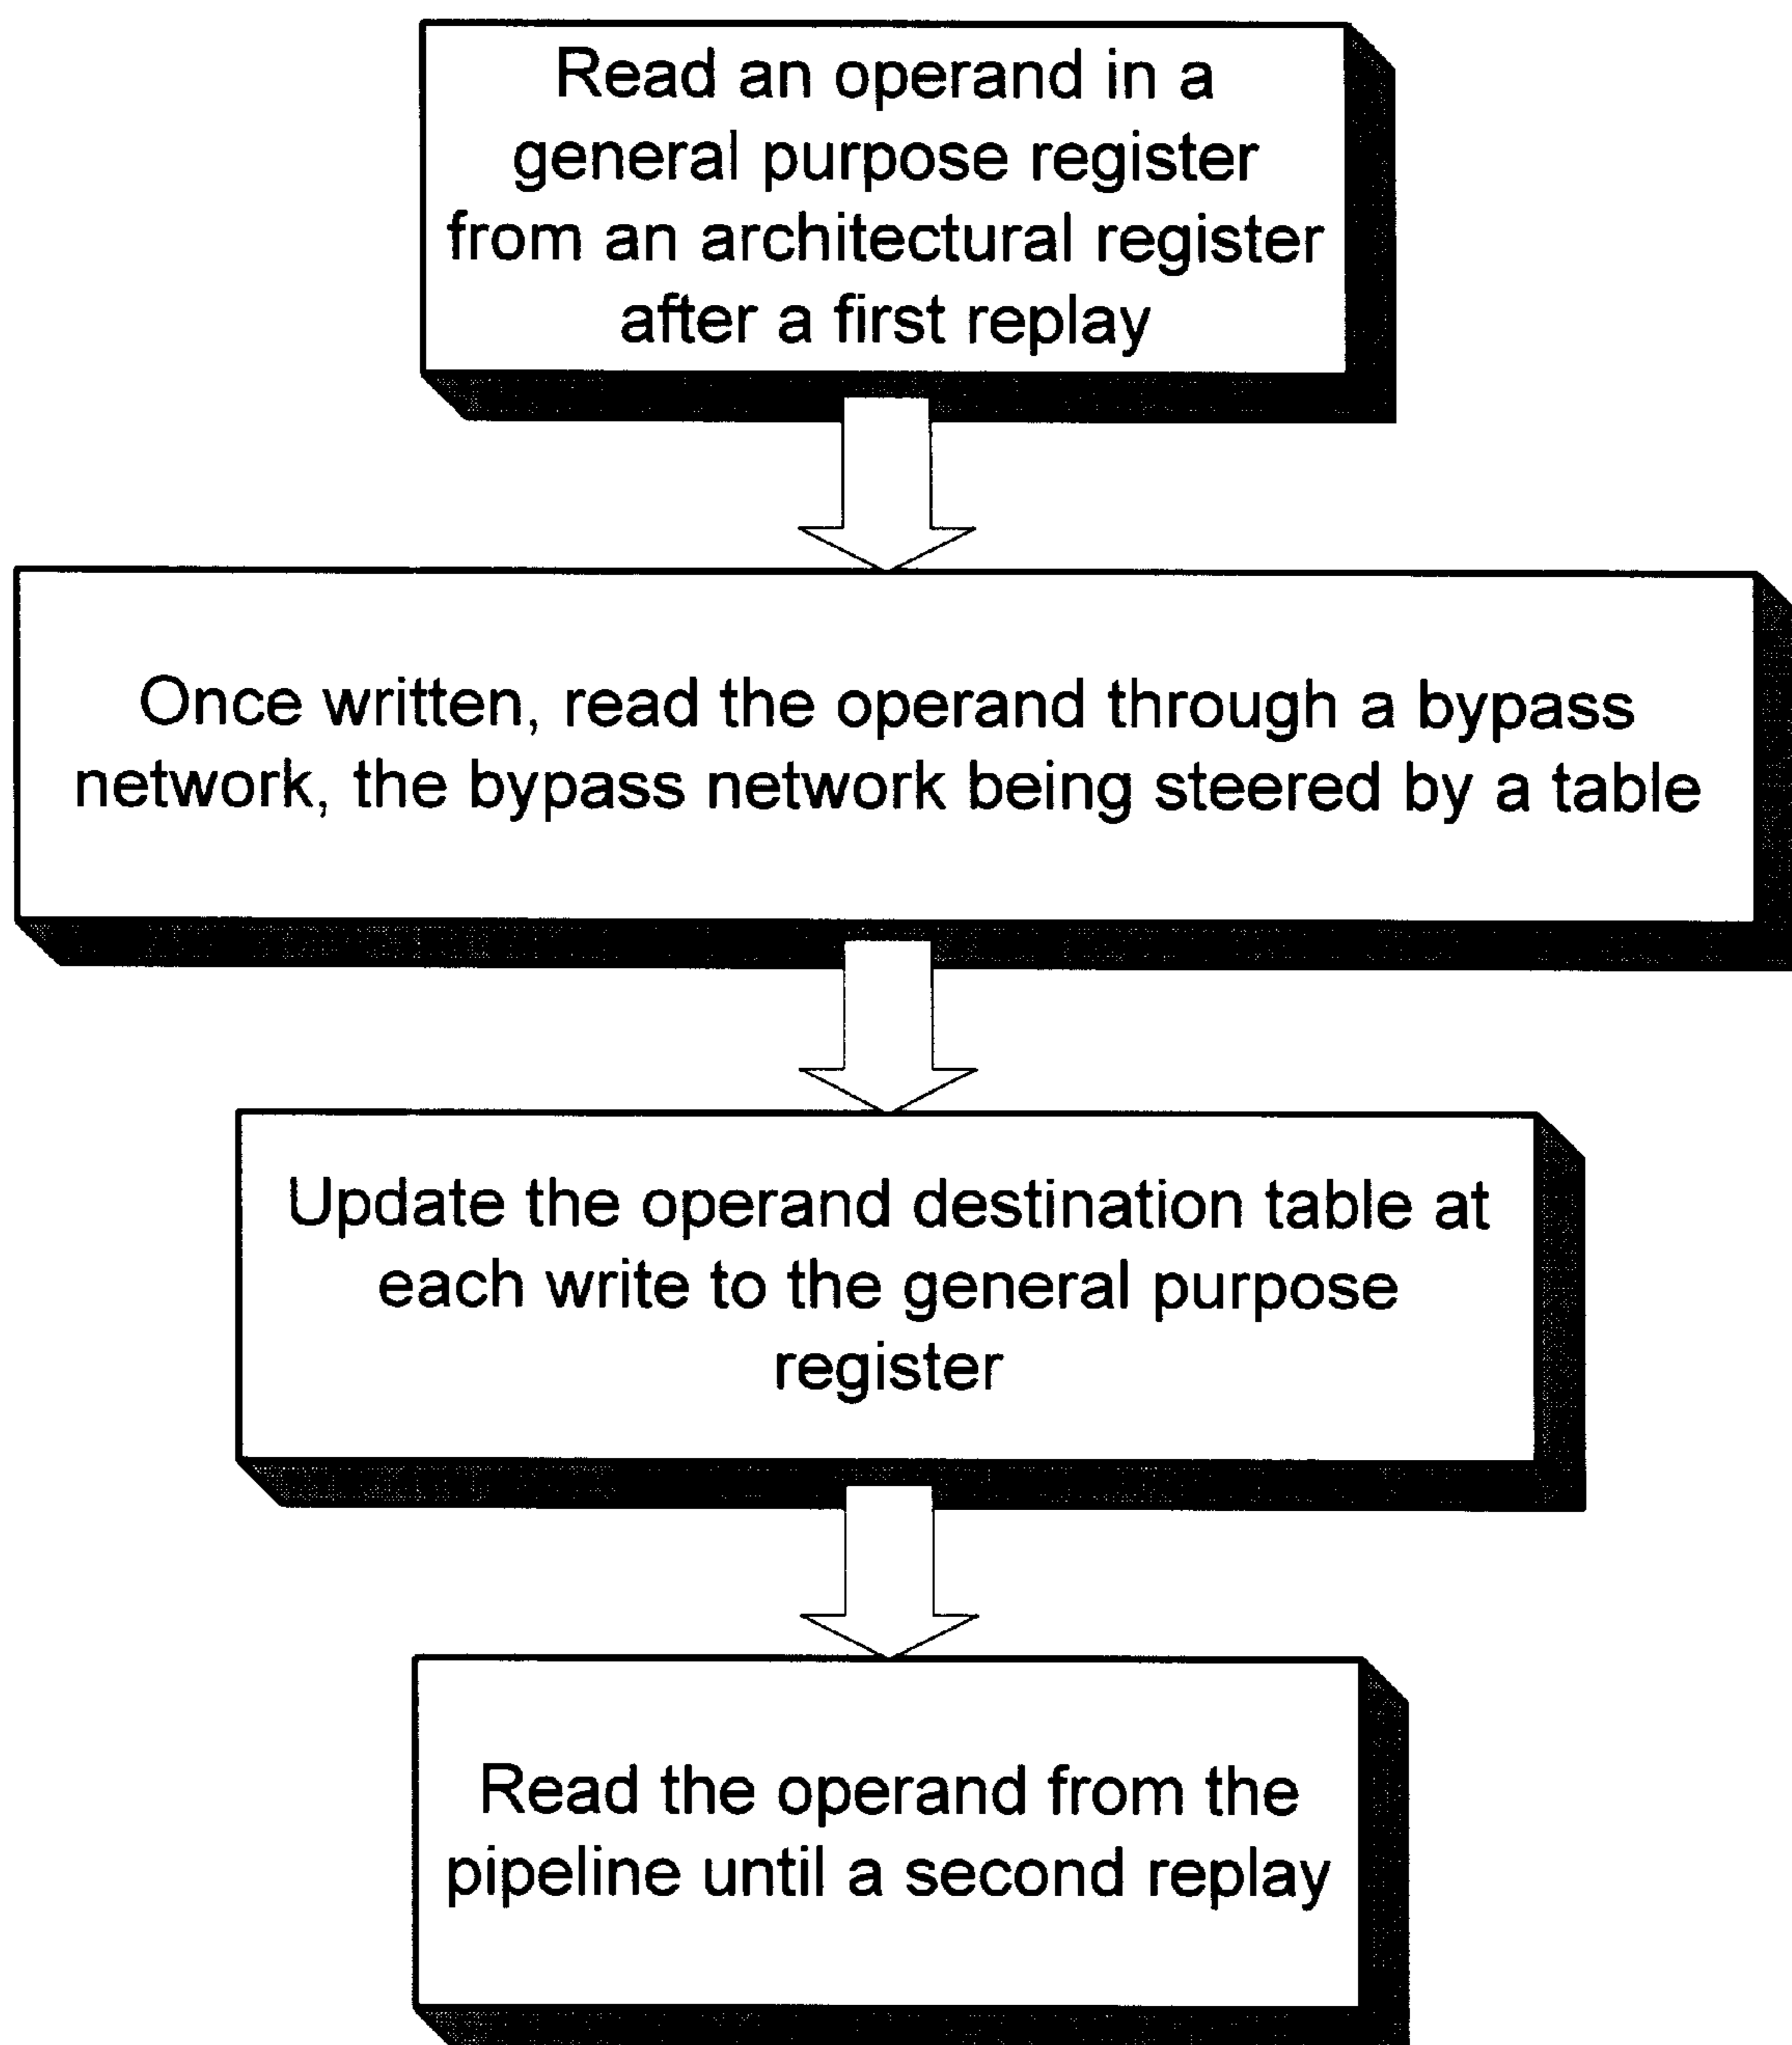 Read an operand in a
general purpose register
from an architectural register
after a first replay
Once written, read the operand through a bypass
network, the bypass network being steered by a table
Update the operand destination table at
each write to the general purpose
register
Read the operand from the
pipeline until a second replay